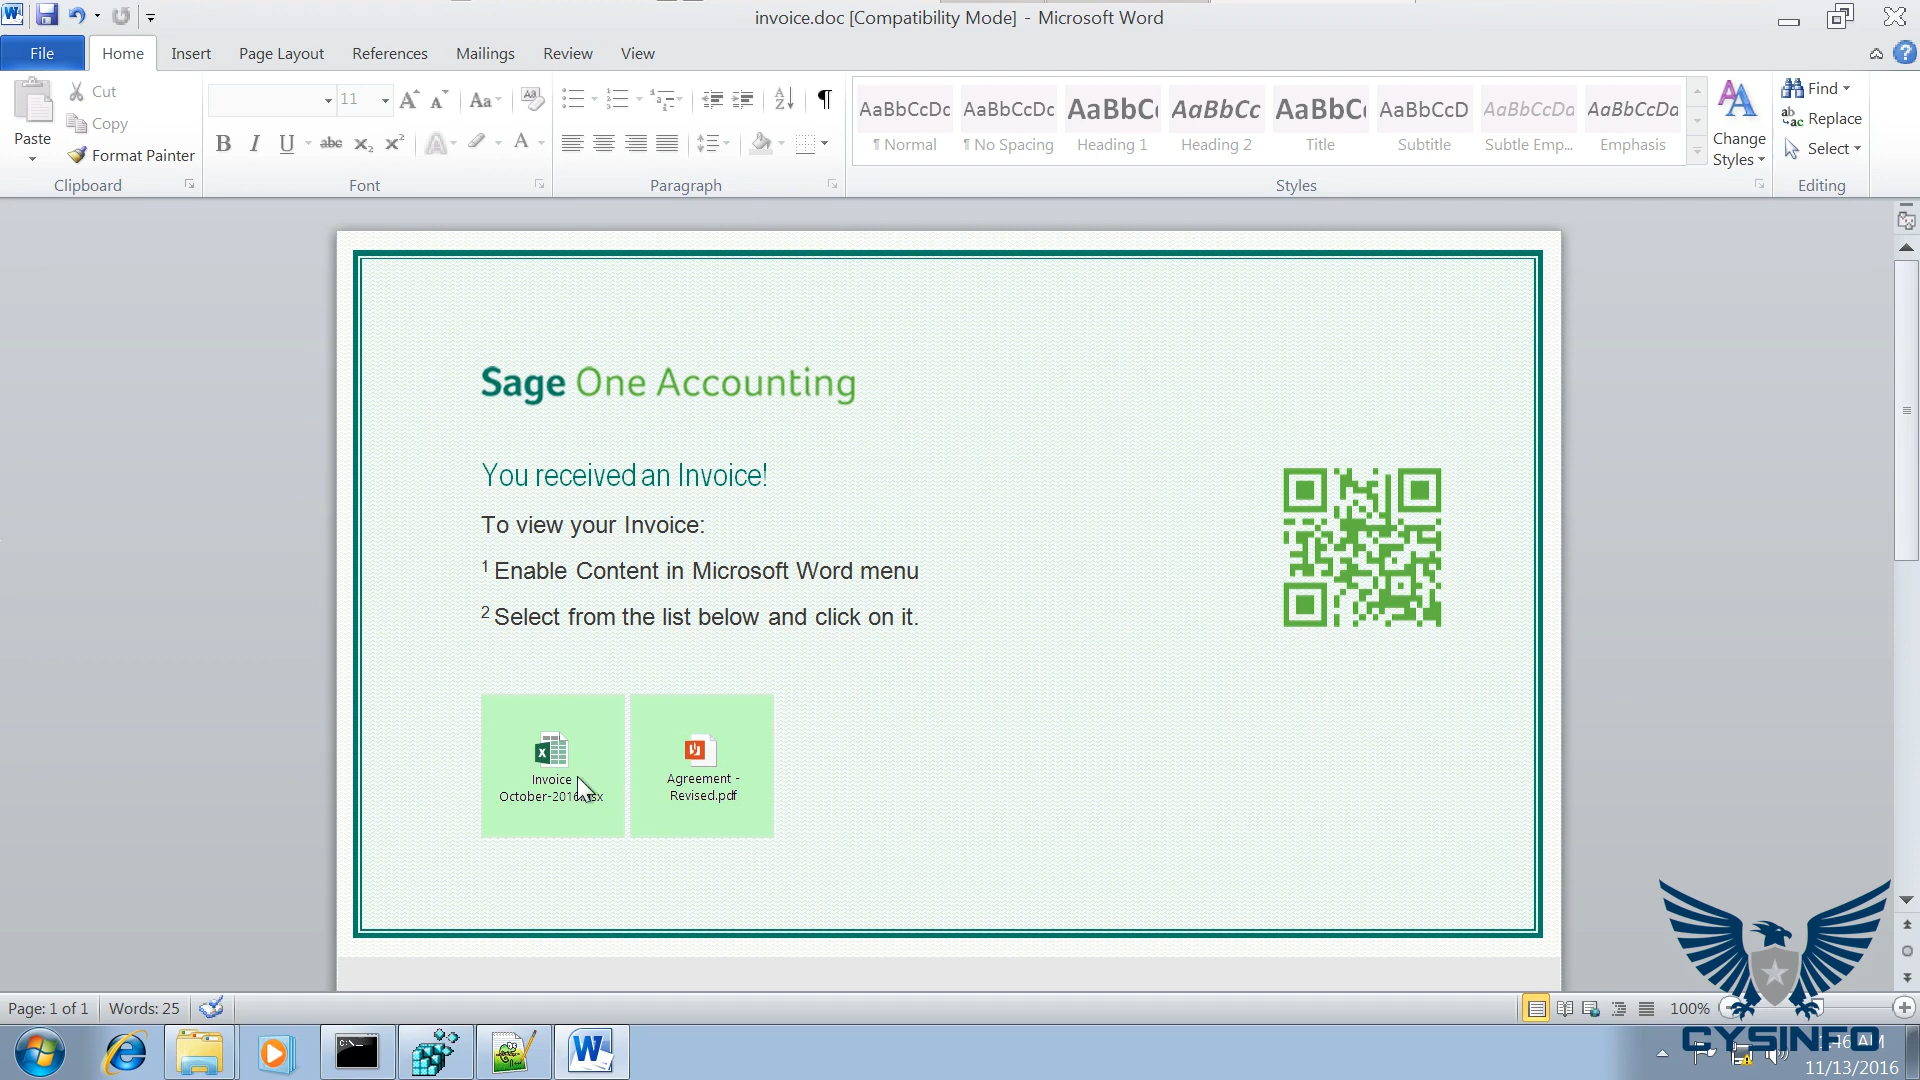 invoice.doc [Compatibility Mode] - Microsoft Word
File Home Insert Page Layout References Mailings Review View
Paste
Cut
Copy
Format Painter
Clipboard
11
Font
Paragraph
AaBbCcDc AaBbCcDc AaBbC AaBbCc AaBbC AaBbCcD AaBbCcDa AaBbCcDa
¶ Normal ¶ No Spacing Heading 1 Heading 2 Title Subtitle Subtle Emp... Emphasis
Styles
Change
Styles
Find
Replace
Select
Editing
Sage One Accounting
You received an Invoice!
To view your Invoice:
1 Enable Content in Microsoft Word menu
2 Select from the list below and click on it.
Invoice
Agreement -
Revised.pdf
Page: 1 of 1 Words: 25
100%
CYSINFO
11/13/2016